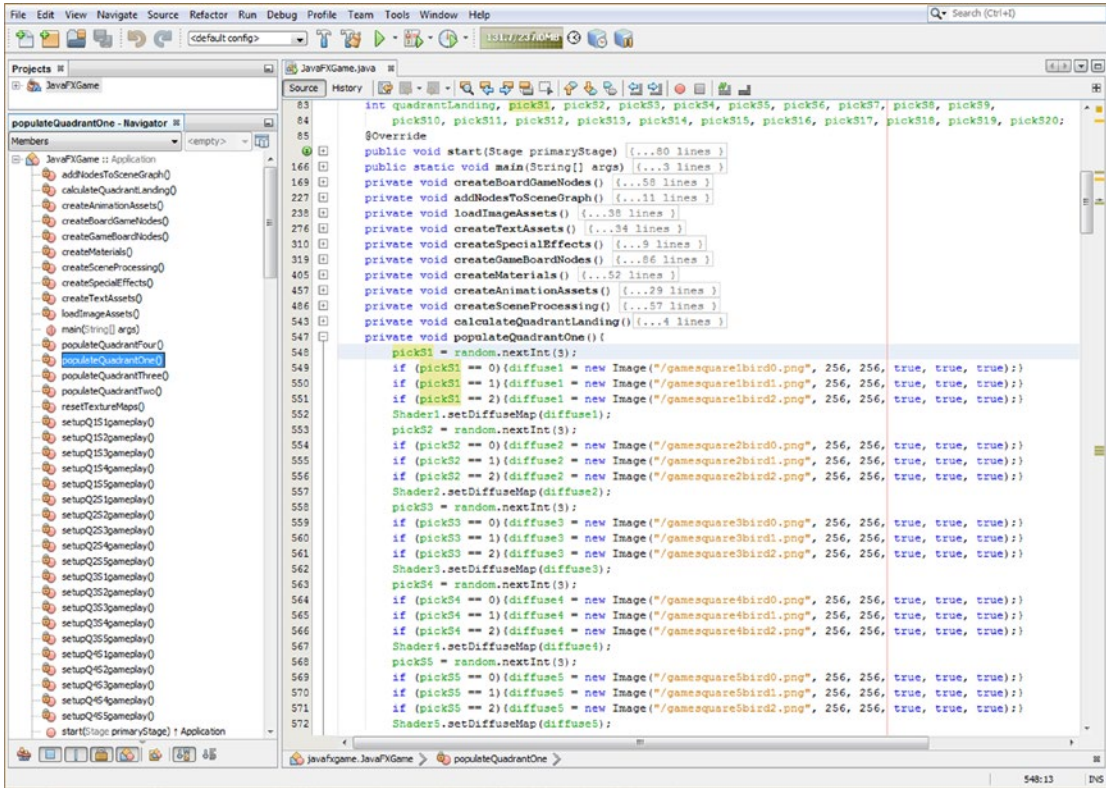 File Edit View Navigate Source Refactor Run Debug Profile Team Tools Window Help
Search (Ctrl+I)
<default config>
Projects
JavaFXGame
populateQuadrantOne - Navigator
Members
<empty>
JavaFXGame :: Application
addNodesToSceneGraph()
calculateQuadrantLanding()
createAnimationAssets()
createBoardGameNodes()
createGameBoardNodes()
createMaterials()
createSceneProcessing()
createSpecialEffects()
createTextAssets()
loadImageAssets()
main(String[] args)
populateQuadrantFour()
populateQuadrantOne()
populateQuadrantThree()
populateQuadrantTwo()
resetTextureMaps()
setupQ1S1gameplay()
setupQ1S2gameplay()
setupQ1S3gameplay()
setupQ1S4gameplay()
setupQ1S5gameplay()
setupQ2S1gameplay()
setupQ2S2gameplay()
setupQ2S3gameplay()
setupQ2S4gameplay()
setupQ2S5gameplay()
setupQ3S1gameplay()
setupQ3S2gameplay()
setupQ3S3gameplay()
setupQ3S4gameplay()
setupQ3S5gameplay()
setupQ4S1gameplay()
setupQ4S2gameplay()
setupQ4S3gameplay()
setupQ4S4gameplay()
setupQ4S5gameplay()
start(Stage primaryStage) ↑ Application
JavaFXGame.java
Source History
83 int quadrantLanding, pickS1, pickS2, pickS3, pickS4, pickS5, pickS6, pickS7, pickS8, pickS9,
84 pickS10, pickS11, pickS12, pickS13, pickS14, pickS15, pickS16, pickS17, pickS18, pickS19, pickS20;
85 @Override
public void start(Stage primaryStage) {...80 lines }
166 public static void main(String[] args) {...3 lines }
169 private void createBoardGameNodes() {...58 lines }
227 private void addNodesToSceneGraph() {...11 lines }
238 private void loadImageAssets() {...38 lines }
276 private void createTextAssets() {...34 lines }
310 private void createSpecialEffects() {...9 lines }
319 private void createGameBoardNodes() {...86 lines }
405 private void createMaterials() {...52 lines }
457 private void createAnimationAssets() {...29 lines }
486 private void createSceneProcessing() {...57 lines }
543 private void calculateQuadrantLanding() {...4 lines }
547 private void populateQuadrantOne(){
548 pickS1 = random.nextInt(3);
549 if (pickS1 == 0){diffuse1 = new Image("/gamesquare1bird0.png", 256, 256, true, true, true);}
550 if (pickS1 == 1){diffuse1 = new Image("/gamesquare1bird1.png", 256, 256, true, true, true);}
551 if (pickS1 == 2){diffuse1 = new Image("/gamesquare1bird2.png", 256, 256, true, true, true);}
552 Shader1.setDiffuseMap(diffuse1);
553 pickS2 = random.nextInt(3);
554 if (pickS2 == 0){diffuse2 = new Image("/gamesquare2bird0.png", 256, 256, true, true, true);}
555 if (pickS2 == 1){diffuse2 = new Image("/gamesquare2bird1.png", 256, 256, true, true, true);}
556 if (pickS2 == 2){diffuse2 = new Image("/gamesquare2bird2.png", 256, 256, true, true, true);}
557 Shader2.setDiffuseMap(diffuse2);
558 pickS3 = random.nextInt(3);
559 if (pickS3 == 0){diffuse3 = new Image("/gamesquare3bird0.png", 256, 256, true, true, true);}
560 if (pickS3 == 1){diffuse3 = new Image("/gamesquare3bird1.png", 256, 256, true, true, true);}
561 if (pickS3 == 2){diffuse3 = new Image("/gamesquare3bird2.png", 256, 256, true, true, true);}
562 Shader3.setDiffuseMap(diffuse3);
563 pickS4 = random.nextInt(3);
564 if (pickS4 == 0){diffuse4 = new Image("/gamesquare4bird0.png", 256, 256, true, true, true);}
565 if (pickS4 == 1){diffuse4 = new Image("/gamesquare4bird1.png", 256, 256, true, true, true);}
566 if (pickS4 == 2){diffuse4 = new Image("/gamesquare4bird2.png", 256, 256, true, true, true);}
567 Shader4.setDiffuseMap(diffuse4);
568 pickS5 = random.nextInt(3);
569 if (pickS5 == 0){diffuse5 = new Image("/gamesquare5bird0.png", 256, 256, true, true, true);}
570 if (pickS5 == 1){diffuse5 = new Image("/gamesquare5bird1.png", 256, 256, true, true, true);}
571 if (pickS5 == 2){diffuse5 = new Image("/gamesquare5bird2.png", 256, 256, true, true, true);}
572 Shader5.setDiffuseMap(diffuse5);
javafxgame.JavaFXGame
populateQuadrantOne
548:13 INS